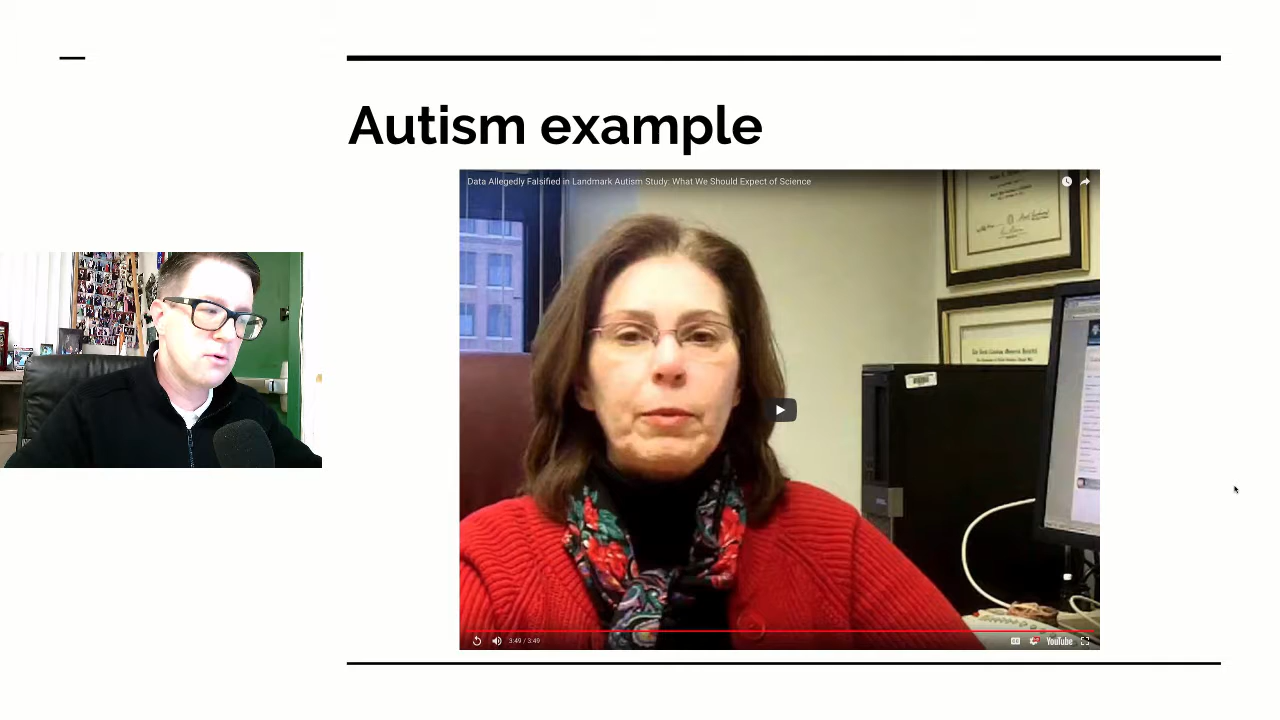 Autism example
Data Allegedly Falsified in Landmark Autism Study: What We Should Expect of Science
3:49 / 3:49
CC
YouTube